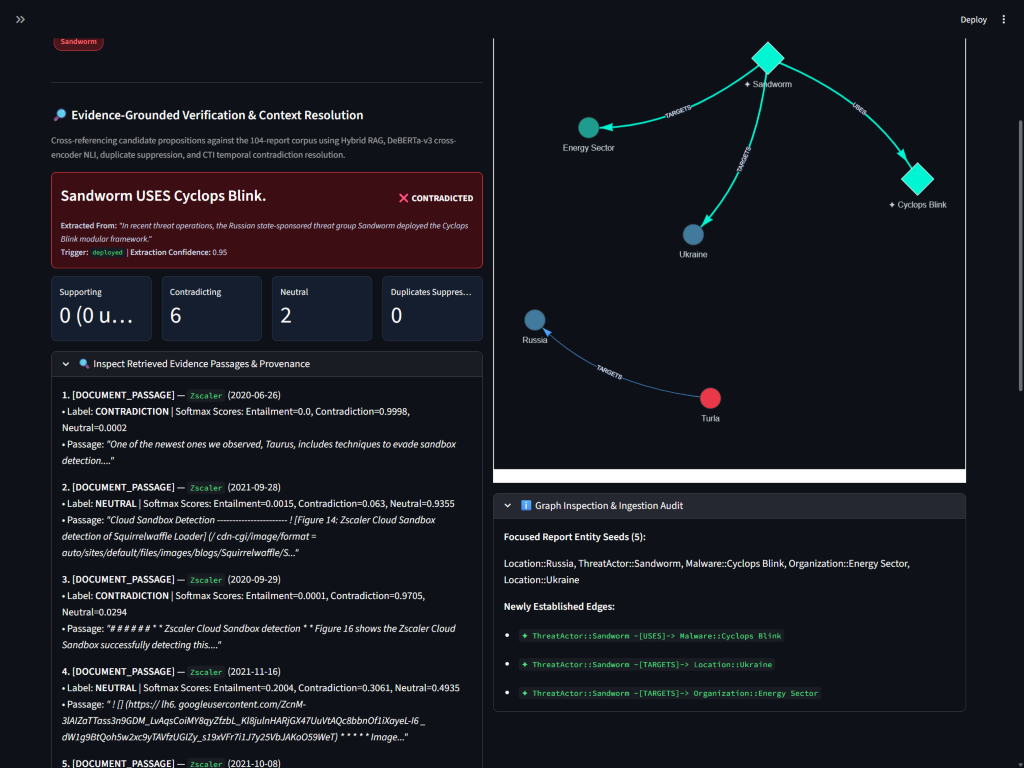 Deploy
Sandworm
Evidence-Grounded Verification & Context Resolution
Cross-referencing candidate propositions against the 104-report corpus using Hybrid RAG, DeBERTa-v3 cross-
encoder NLI, duplicate suppression, and CTI temporal contradiction resolution.
Sandworm USES Cyclops Blink.
CONTRADICTED
Extracted From: "In recent threat operations, the Russian state-sponsored threat group Sandworm deployed the Cyclops
Blink modular framework."
Trigger: deployed | Extraction Confidence: 0.95
Supporting
0 (0 u...
Contradicting
6
Neutral
2
Duplicates Suppres...
0
Inspect Retrieved Evidence Passages & Provenance
1. [DOCUMENT_PASSAGE] — Zscaler (2020-06-26)
• Label: CONTRADICTION | Softmax Scores: Entailment=0.0, Contradiction=0.9998,
Neutral=0.0002
• Passage: "One of the newest ones we observed, Taurus, includes techniques to evade sandbox
detection...."
2. [DOCUMENT_PASSAGE] — Zscaler (2021-09-28)
• Label: NEUTRAL | Softmax Scores: Entailment=0.0015, Contradiction=0.063, Neutral=0.9355
• Passage: "Cloud Sandbox Detection ----------------------- ! [Figure 14: Zscaler Cloud Sandbox
detection of Squirrelwaffle Loader] (/ cdn-cgi/image/format =
auto/sites/default/files/images/blogs/Squirrelwaffle/S..."
3. [DOCUMENT_PASSAGE] — Zscaler (2020-09-29)
• Label: CONTRADICTION | Softmax Scores: Entailment=0.0001, Contradiction=0.9705,
Neutral=0.0294
• Passage: "# # # # # # * * Zscaler Cloud Sandbox detection * * Figure 16 shows the Zscaler Cloud
Sandbox successfully detecting this...."
4. [DOCUMENT_PASSAGE] — Zscaler (2021-11-16)
• Label: NEUTRAL | Softmax Scores: Entailment=0.2004, Contradiction=0.3061, Neutral=0.4935
• Passage: " ! [] (https:// lh6. googleusercontent.com/ZcnM-
* * * * * Image..."
5. [DOCUMENT_PASSAGE] — Zscaler (2021-10-08)
✦ Sandworm
TARGETS
USES
Energy Sector
TARGETS
✦ Cyclops Blink
Ukraine
Russia
TARGETS
Turla
Graph Inspection & Ingestion Audit
Focused Report Entity Seeds (5):
Location::Russia, ThreatActor::Sandworm, Malware::Cyclops Blink, Organization::Energy Sector,
Location::Ukraine
Newly Established Edges:
• ✦ ThreatActor::Sandworm -[USES]-> Malware::Cyclops Blink
• ✦ ThreatActor::Sandworm -[TARGETS]-> Location::Ukraine
• ✦ ThreatActor::Sandworm -[TARGETS]-> Organization::Energy Sector